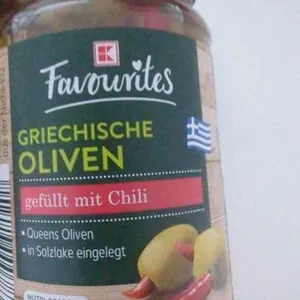 K
Favourites
GRIECHISCHE
OLIVEN
gefüllt mit Chili
• Queens Oliven
• in Salzlake eingelegt